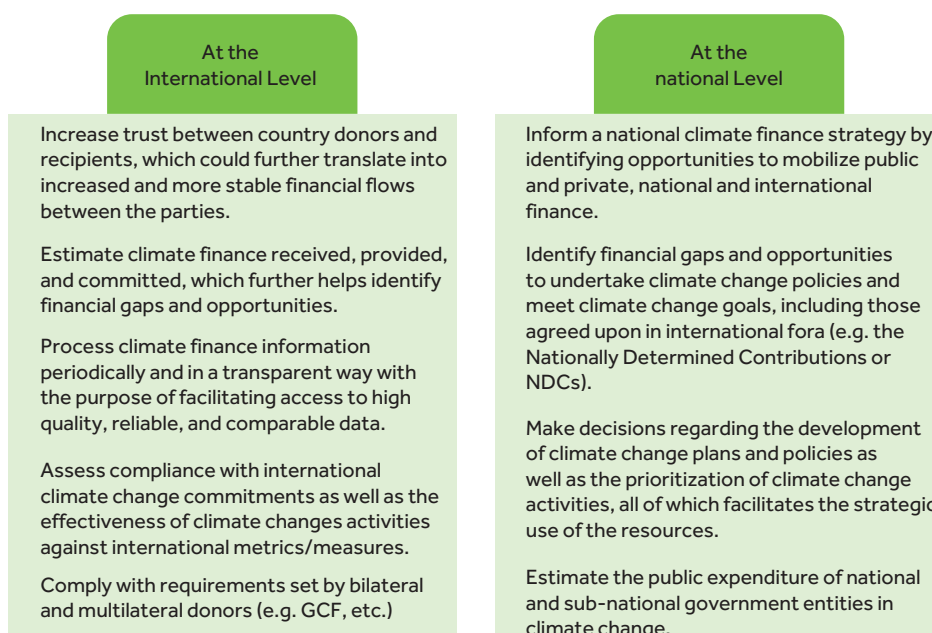 At the
International Level
Increase trust between country donors and
recipients, which could further translate into
increased and more stable financial flows
between the parties.
Estimate climate finance received, provided,
and committed, which further helps identify
financial gaps and opportunities.
Process climate finance information
periodically and in a transparent way with
the purpose of facilitating access to high
quality, reliable, and comparable data.
Assess compliance with international
climate change commitments as well as the
effectiveness of climate changes activities
against international metrics/measures.
Comply with requirements set by bilateral
and multilateral donors (e.g. GCF, etc.)
At the
national Level
Inform a national climate finance strategy by
identifying opportunities to mobilize public
and private, national and international
finance.
Identify financial gaps and opportunities
to undertake climate change policies and
meet climate change goals, including those
agreed upon in international fora (e.g. the
Nationally Determined Contributions or
NDCs).
Make decisions regarding the development
of climate change plans and policies as
well as the prioritization of climate change
activities, all of which facilitates the strategic
use of the resources.
Estimate the public expenditure of national
and sub-national government entities in
climate change.